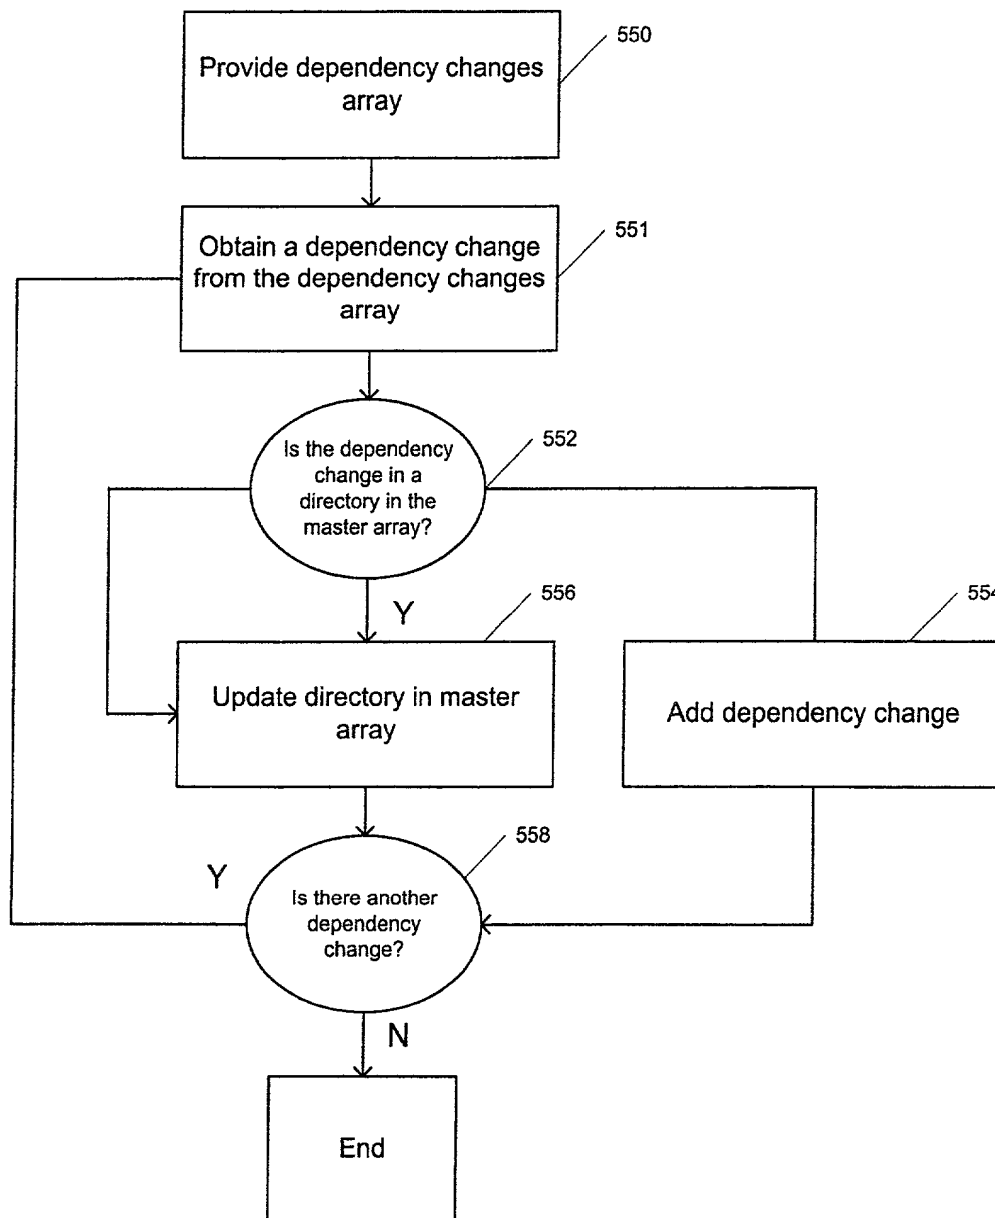 550
Provide dependency changes
array
551
Obtain a dependency change
from the dependency changes
array
552
Is the dependency
change in a
directory in the
master array?
Y
556
554
Update directory in master
array
Add dependency change
558
Y
Is there another
dependency
change?
N
End